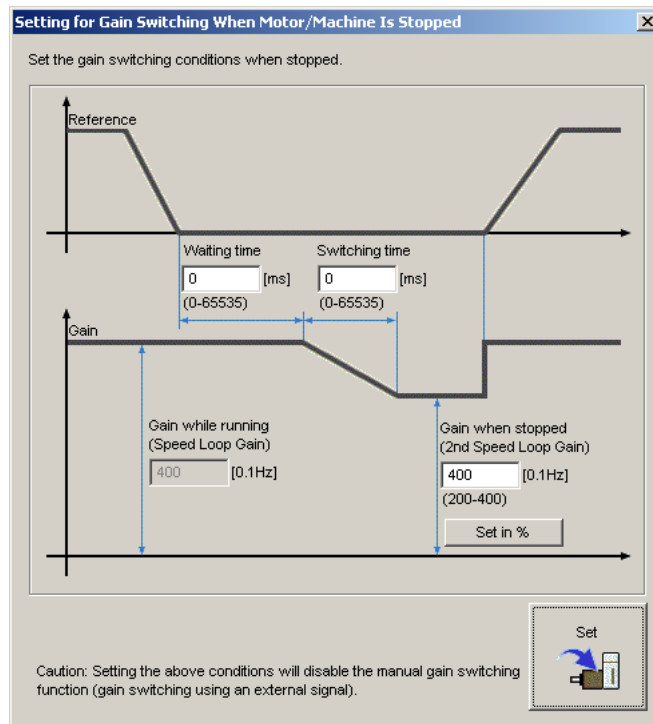 Setting for Gain Switching When Motor/Machine Is Stopped
Set the gain switching conditions when stopped.
Reference
Waiting time
0 [ms]
(0-65535)
Switching time
0 [ms]
(0-65535)
Gain
Gain while running
(Speed Loop Gain)
400 [0.1Hz]
Gain when stopped
(2nd Speed Loop Gain)
400 [0.1Hz]
(200-400)
Set in %
Set
Caution: Setting the above conditions will disable the manual gain switching
function (gain switching using an external signal).